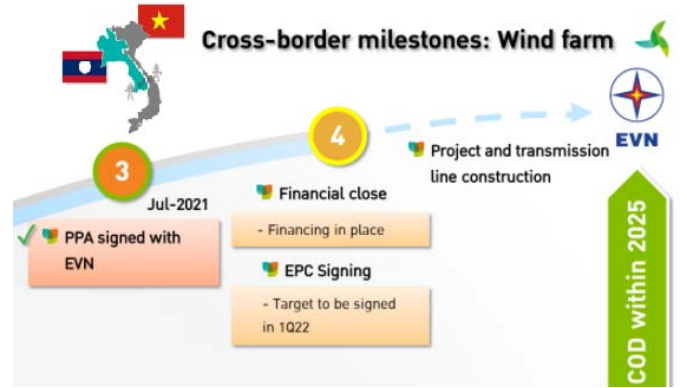 Cross-border milestones: Wind farm
EVN
4
3
Jul-2021
PPA signed with
EVN
Financial close
- Financing in place
EPC Signing
- Target to be signed
in 1Q22
Project and transmission
line construction
COD within 2025